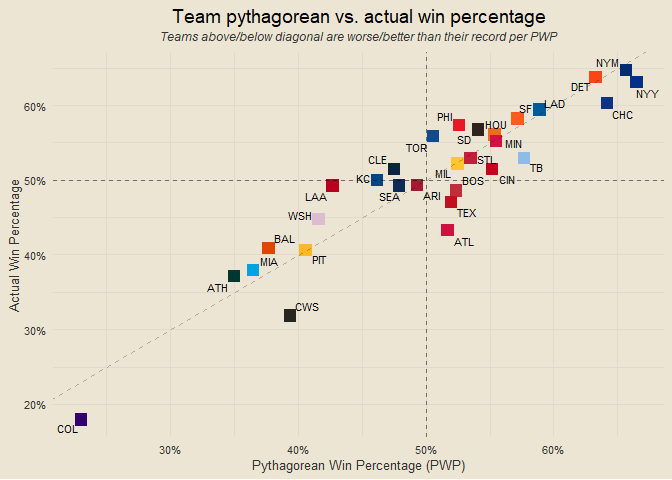 Team pythagorean vs. actual win percentage
Teams above/below diagonal are worse/better than their record per PWP
NYM
DET
NYY
60%
SF
LAD
CHC
PHI
HOU
SD
MIN
TOR
CLE
MIL
STL
TB
50%
KC
BOS
CIN
LAA
SEA
ARI
TEX
WSH
ATL
BAL
40%
MIA
PIT
ATH
CWS
30%
20%
COL
Actual Win Percentage
30%
40%
50%
60%
Pythagorean Win Percentage (PWP)